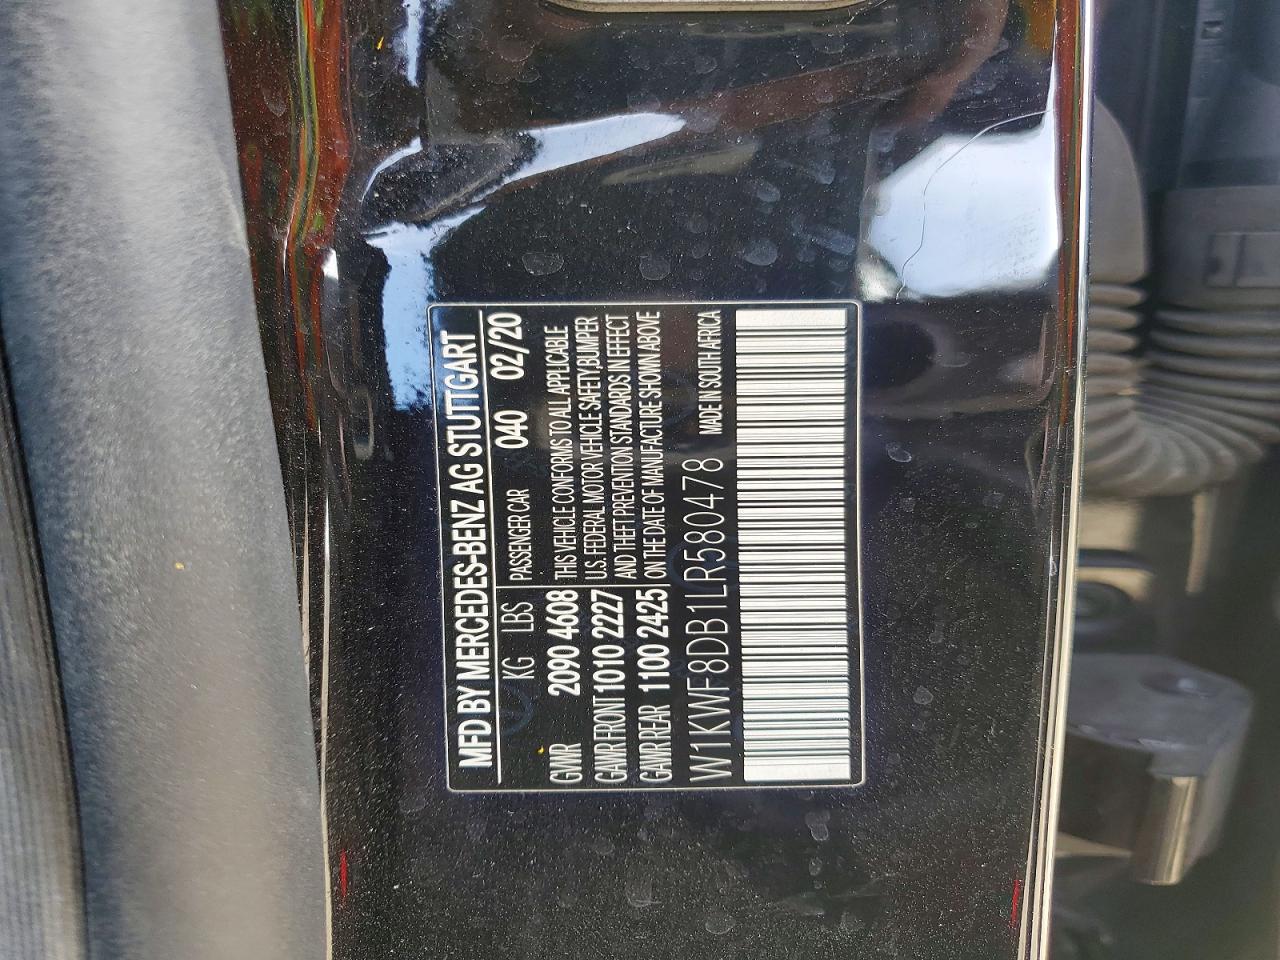 MFD BY MERCEDES-BENZ AG STUTTGART
KG LBS PASSENGER CAR 040 02/20
GVWR 2090 4608 THIS VEHICLE CONFORMS TO ALL APPLICABLE
GAWR FRONT 1010 2227 U.S. FEDERAL MOTOR VEHICLE SAFETY,BUMPER
GAWR REAR 1100 2425 AND THEFT PREVENTION STANDARDS IN EFFECT
ON THE DATE OF MANUFACTURE SHOWN ABOVE
W1KWF8DB1LR580478 MADE IN SOUTH AFRICA